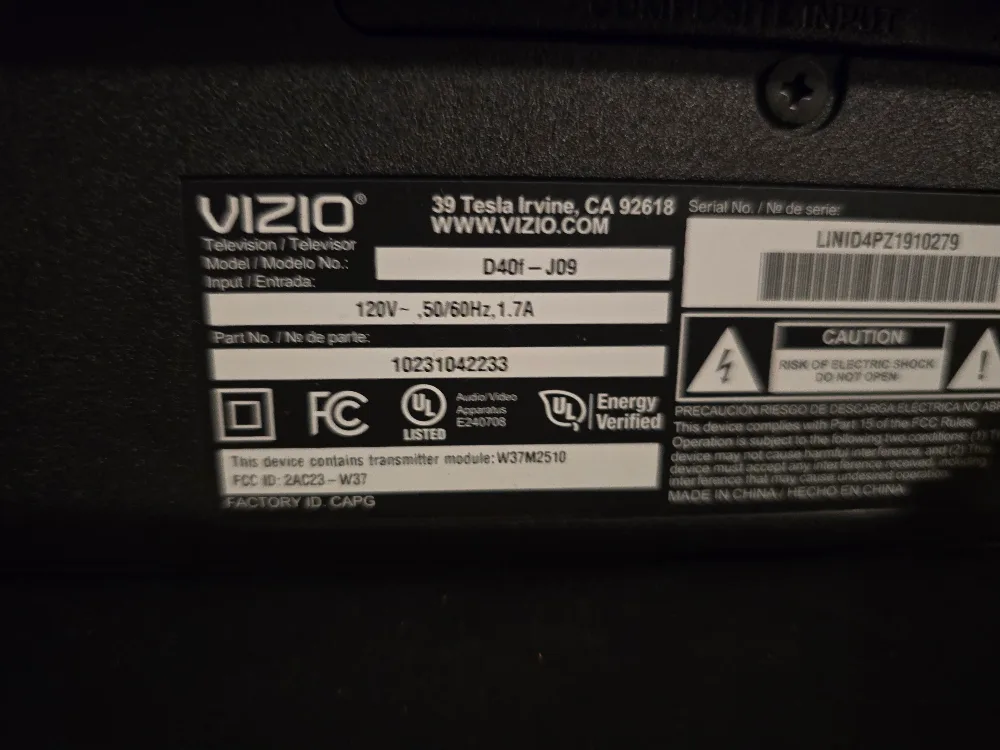 COMPOSITE INPUT
VIZIO®
39 Tesla Irvine, CA 92618
WWW.VIZIO.COM
Television / Televisor
Model / Modelo No.:
D40f-J09
Input / Entrada:
120V~ ,50/60Hz,1.7A
Part No. / № de parte:
10231042233
FC
UL
LISTED
Audio/Video
Apparatus
E240708
UL
Energy
Verified
This device contains transmitter module: W37M2510
FCC ID: 2AC23-W37
FACTORY ID. CAPG
Serial No. / № de serie:
LINID4PZ1910279
CAUTION
RISK OF ELECTRIC SHOCK
DO NOT OPEN
!
PRECAUCIÓN RIESGO DE DESCARGA ELÉCTRICA NO AB
This device complies with Part 15 of the FCC Rules.
Operation is subject to the following two conditions: (1) T
device may not cause harmful interference, and (2) Th
device must accept any interference received, including
interference that may cause undesired opera
MADE IN CHINA / HECHO EN CHINA